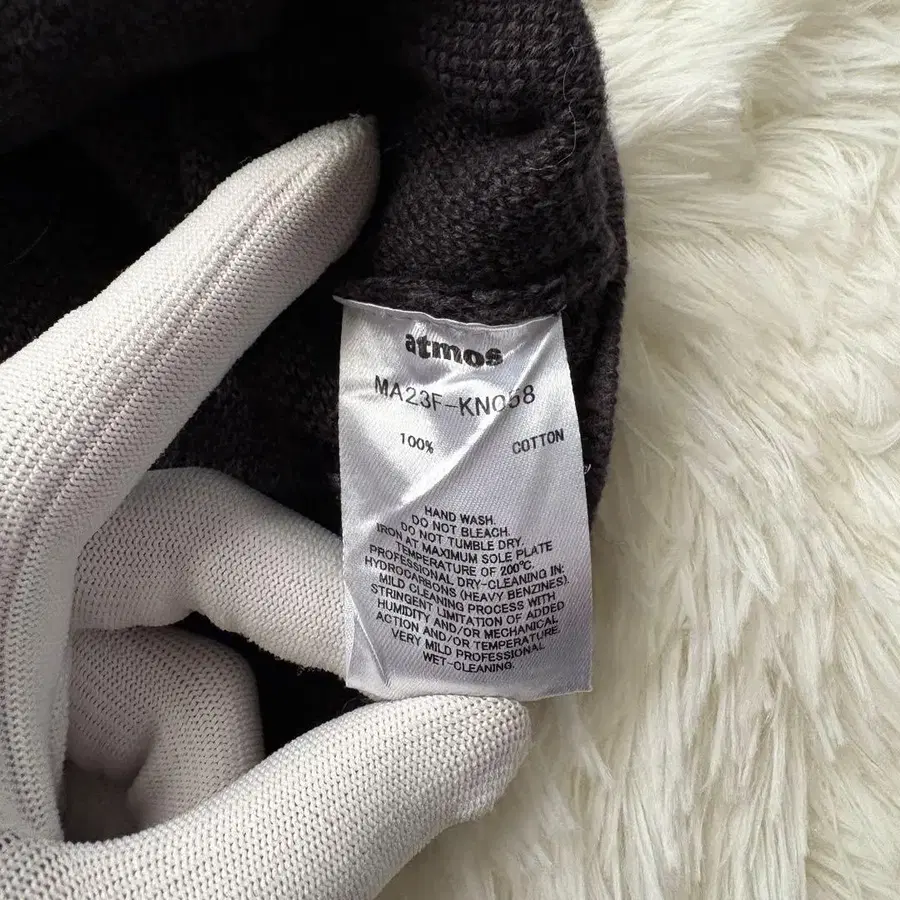 atmos
MA23F-KN058
100% COTTON
HAND WASH.
DO NOT BLEACH.
DO NOT TUMBLE DRY.
IRON AT MAXIMUM SOLE PLATE
TEMPERATURE OF 200℃.
PROFESSIONAL DRY-CLEANING IN:
HYDROCARBONS (HEAVY BENZINES).
MILD CLEANING PROCESS WITH
STRINGENT LIMITATION OF ADDED
HUMIDITY AND/OR MECHANICAL
ACTION AND/OR TEMPERATURE.
VERY MILD PROFESSIONAL
WET-CLEANING.